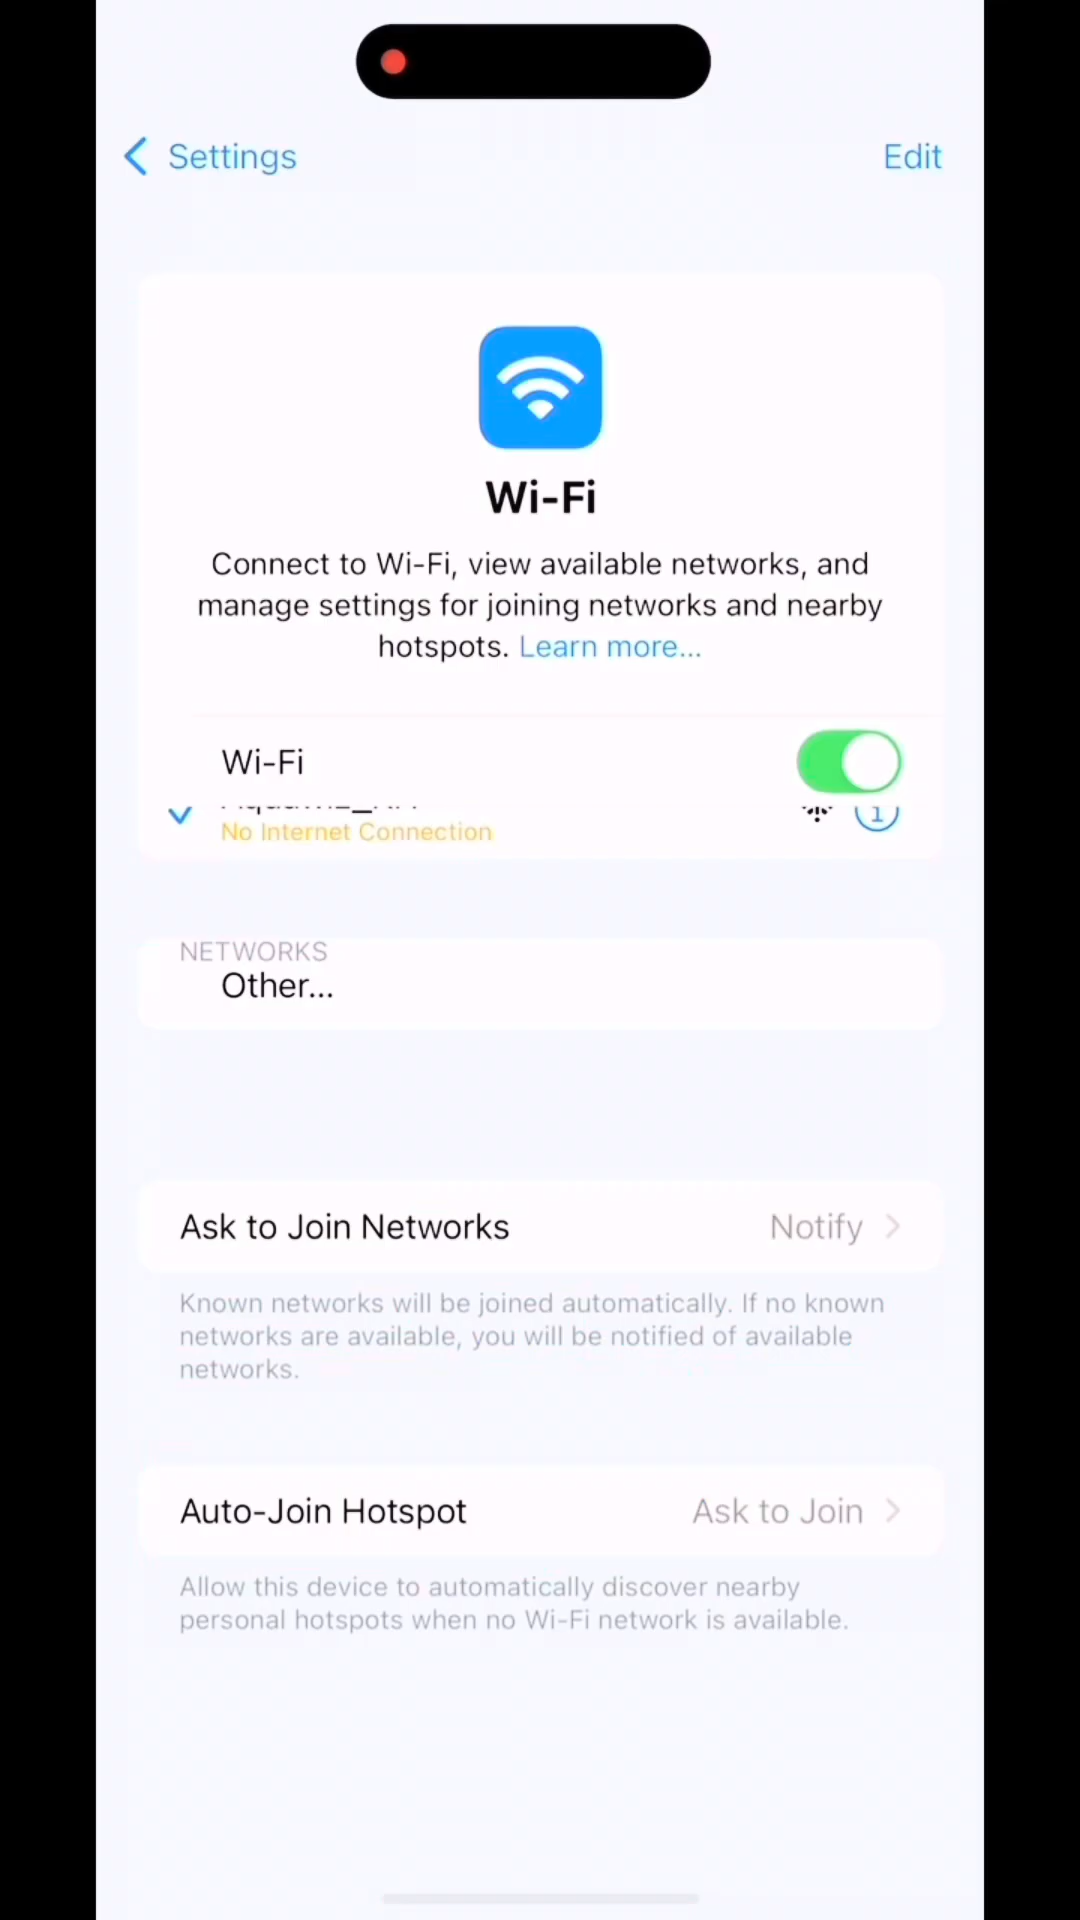 Settings
Edit
Wi-Fi
Connect to Wi-Fi, view available networks, and
manage settings for joining networks and nearby
hotspots. Learn more...
Wi-Fi
No Internet Connection
NETWORKS
Other...
Ask to Join Networks
Notify
Known networks will be joined automatically. If no known
networks are available, you will be notified of available
networks.
Auto-Join Hotspot
Ask to Join
Allow this device to automatically discover nearby
personal hotspots when no Wi-Fi network is available.